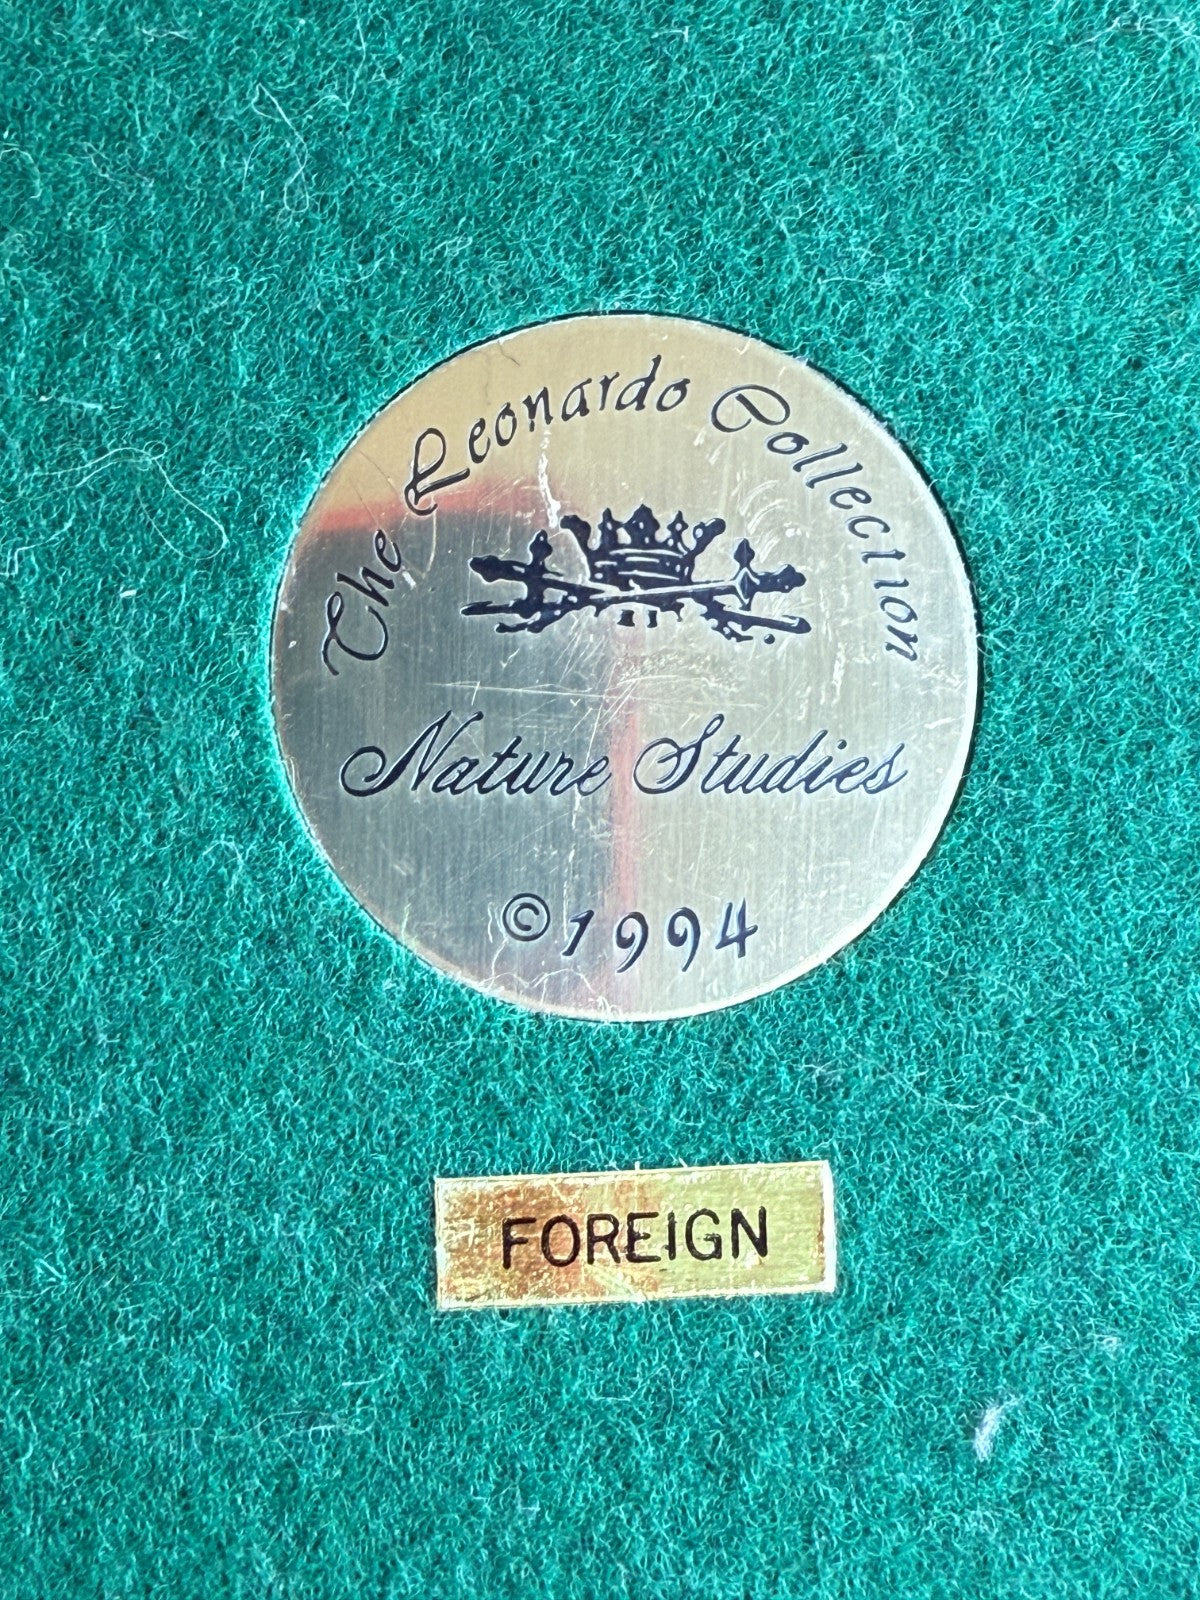 The Leonardo Collection
Nature Studies
© 1994
FOREIGN